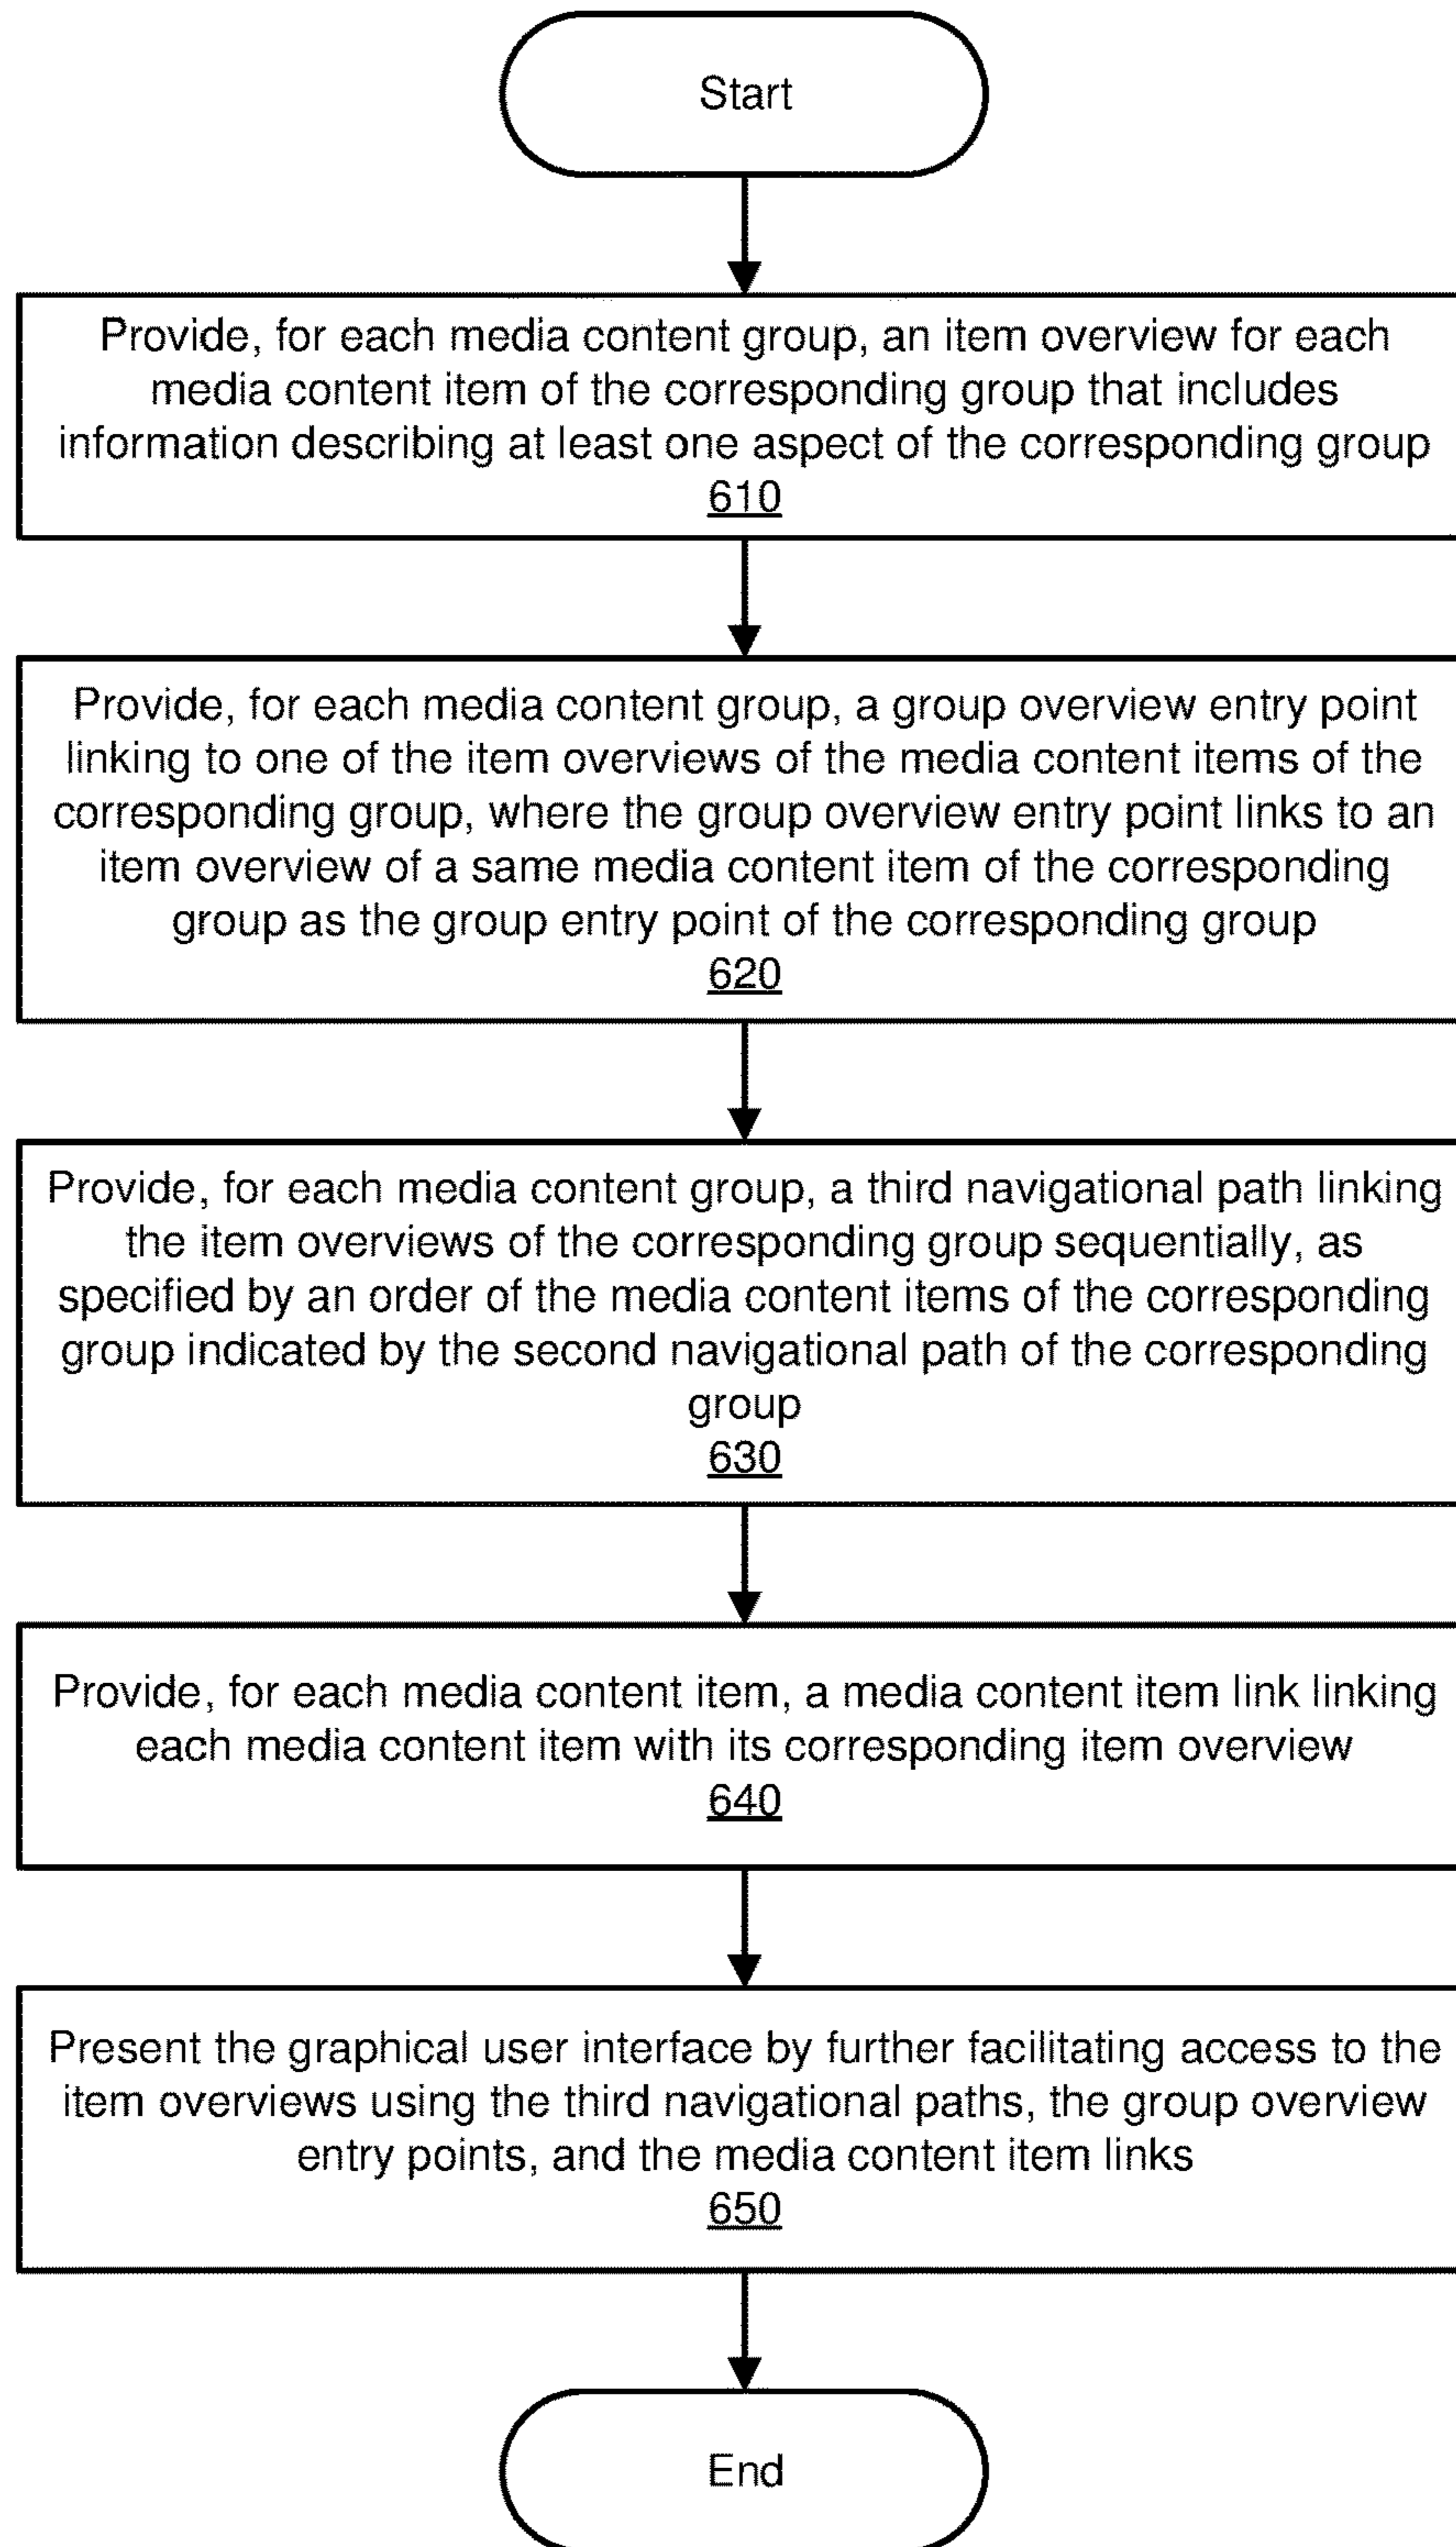 Start
Provide, for each media content group, an item overview for each
media content item of the corresponding group that includes
information describing at least one aspect of the corresponding group
610
Provide, for each media content group, a group overview entry point
linking to one of the item overviews of the media content items of the
corresponding group, where the group overview entry point links to an
item overview of a same media content item of the corresponding
group as the group entry point of the corresponding group
620
Provide, for each media content group, a third navigational path linking
the item overviews of the corresponding group sequentially, as
specified by an order of the media content items of the corresponding
group indicated by the second navigational path of the corresponding
group
630
Provide, for each media content item, a media content item link linking
each media content item with its corresponding item overview
640
Present the graphical user interface by further facilitating access to the
item overviews using the third navigational paths, the group overview
entry points, and the media content item links
650
End